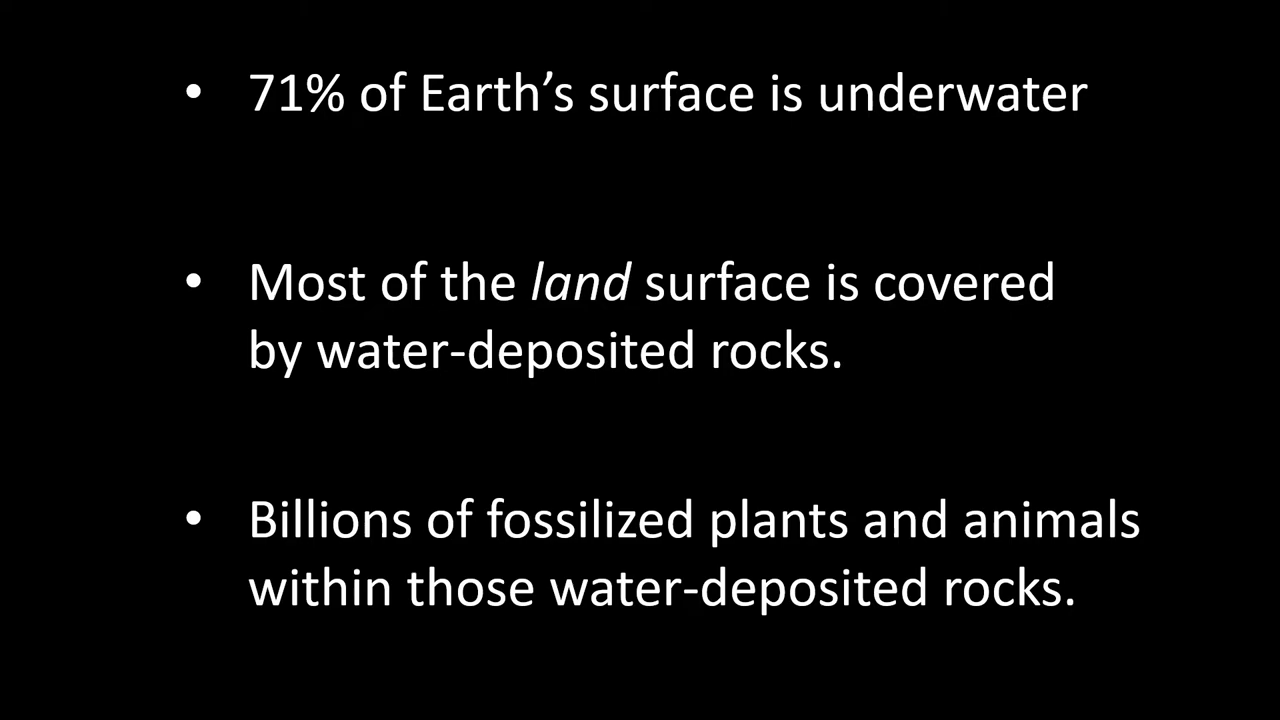 • 71% of Earth’s surface is underwater
• Most of the land surface is covered
by water-deposited rocks.
• Billions of fossilized plants and animals
within those water-deposited rocks.